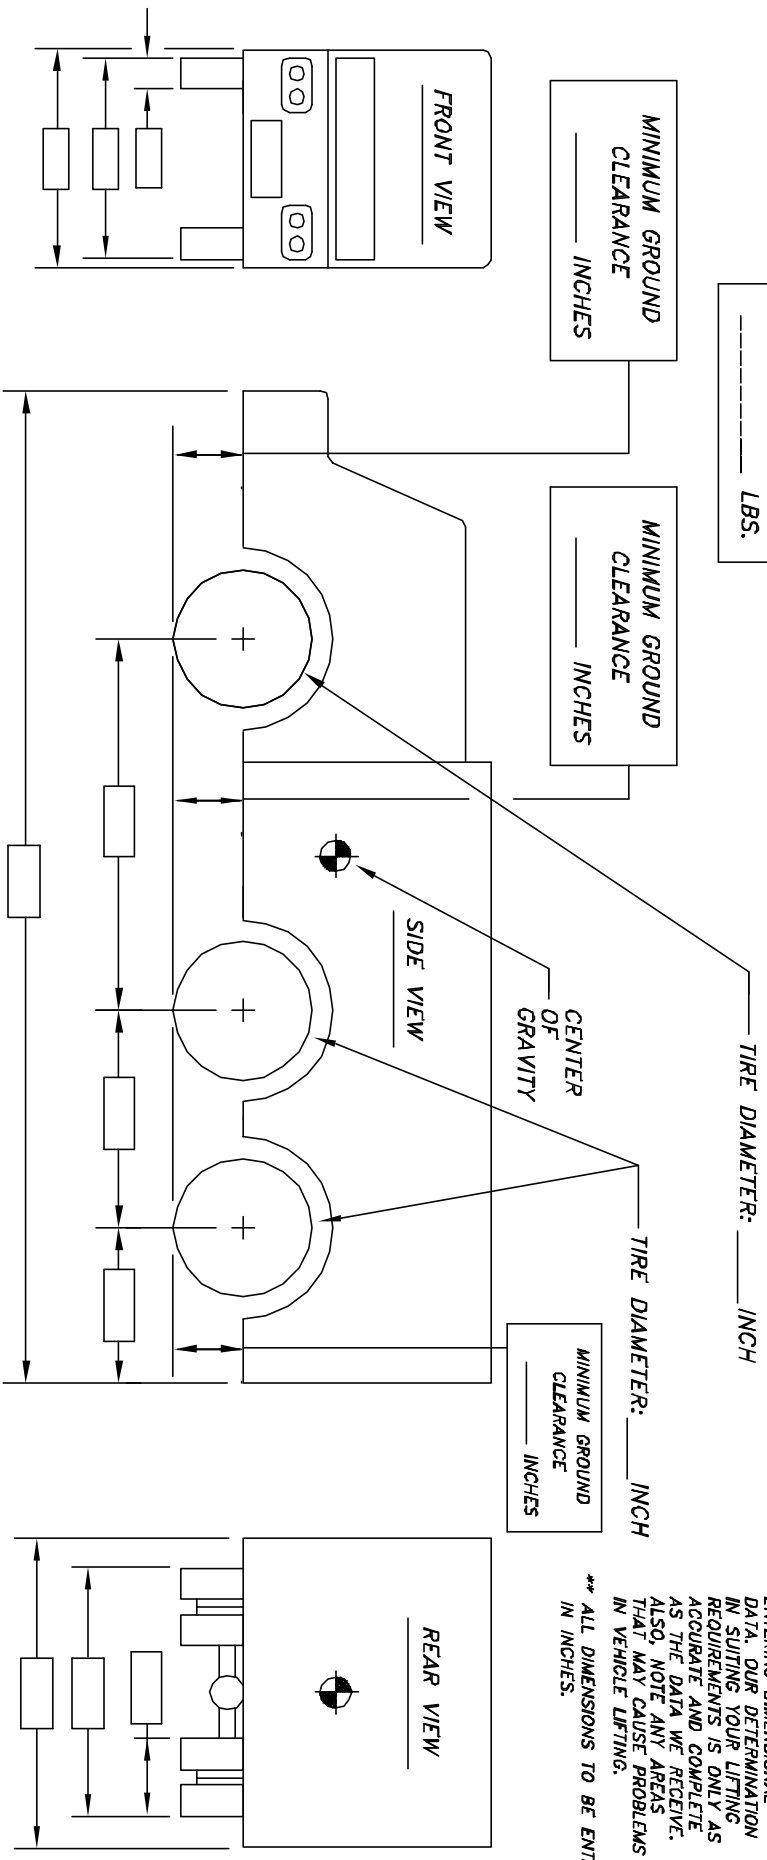 LBS.
MINIMUM GROUND
CLEARANCE
INCHES
MINIMUM GROUND
CLEARANCE
INCHES
FRONT VIEW
TIRE DIAMETER: INCH
TIRE DIAMETER: INCH
CENTER
OF
GRAVITY
SIDE VIEW
MINIMUM GROUND
CLEARANCE
INCHES
DATA. OUR DETERMINATION
IN SUITING YOUR LIFTING
REQUIREMENTS IS ONLY AS
ACCURATE AND COMPLETE
AS THE DATA WE RECEIVE.
ALSO, NOTE ANY AREAS
THAT MAY CAUSE PROBLEMS
IN VEHICLE LIFTING.
** ALL DIMENSIONS TO BE
IN INCHES.
REAR VIEW